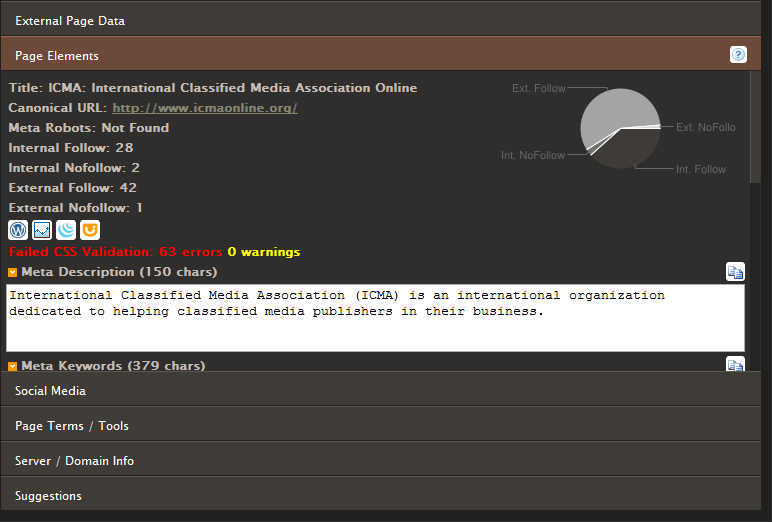 External Page Data
Page Elements
?
Title: ICMA: International Classified Media Association Online
Canonical URL: http://www.icmaonline.org/
Meta Robots: Not Found
Internal Follow: 28
Internal Nofollow: 2
External Follow: 42
External Nofollow: 1
Ext. Follow
Ext. NoFollo
Int. NoFollow
Int. Follow
Failed CSS Validation: 63 errors 0 warnings
Meta Description (150 chars)
International Classified Media Association (ICMA) is an international organization
dedicated to helping classified media publishers in their business.
Meta Keywords (379 chars)
Social Media
Page Terms / Tools
Server / Domain Info
Suggestions